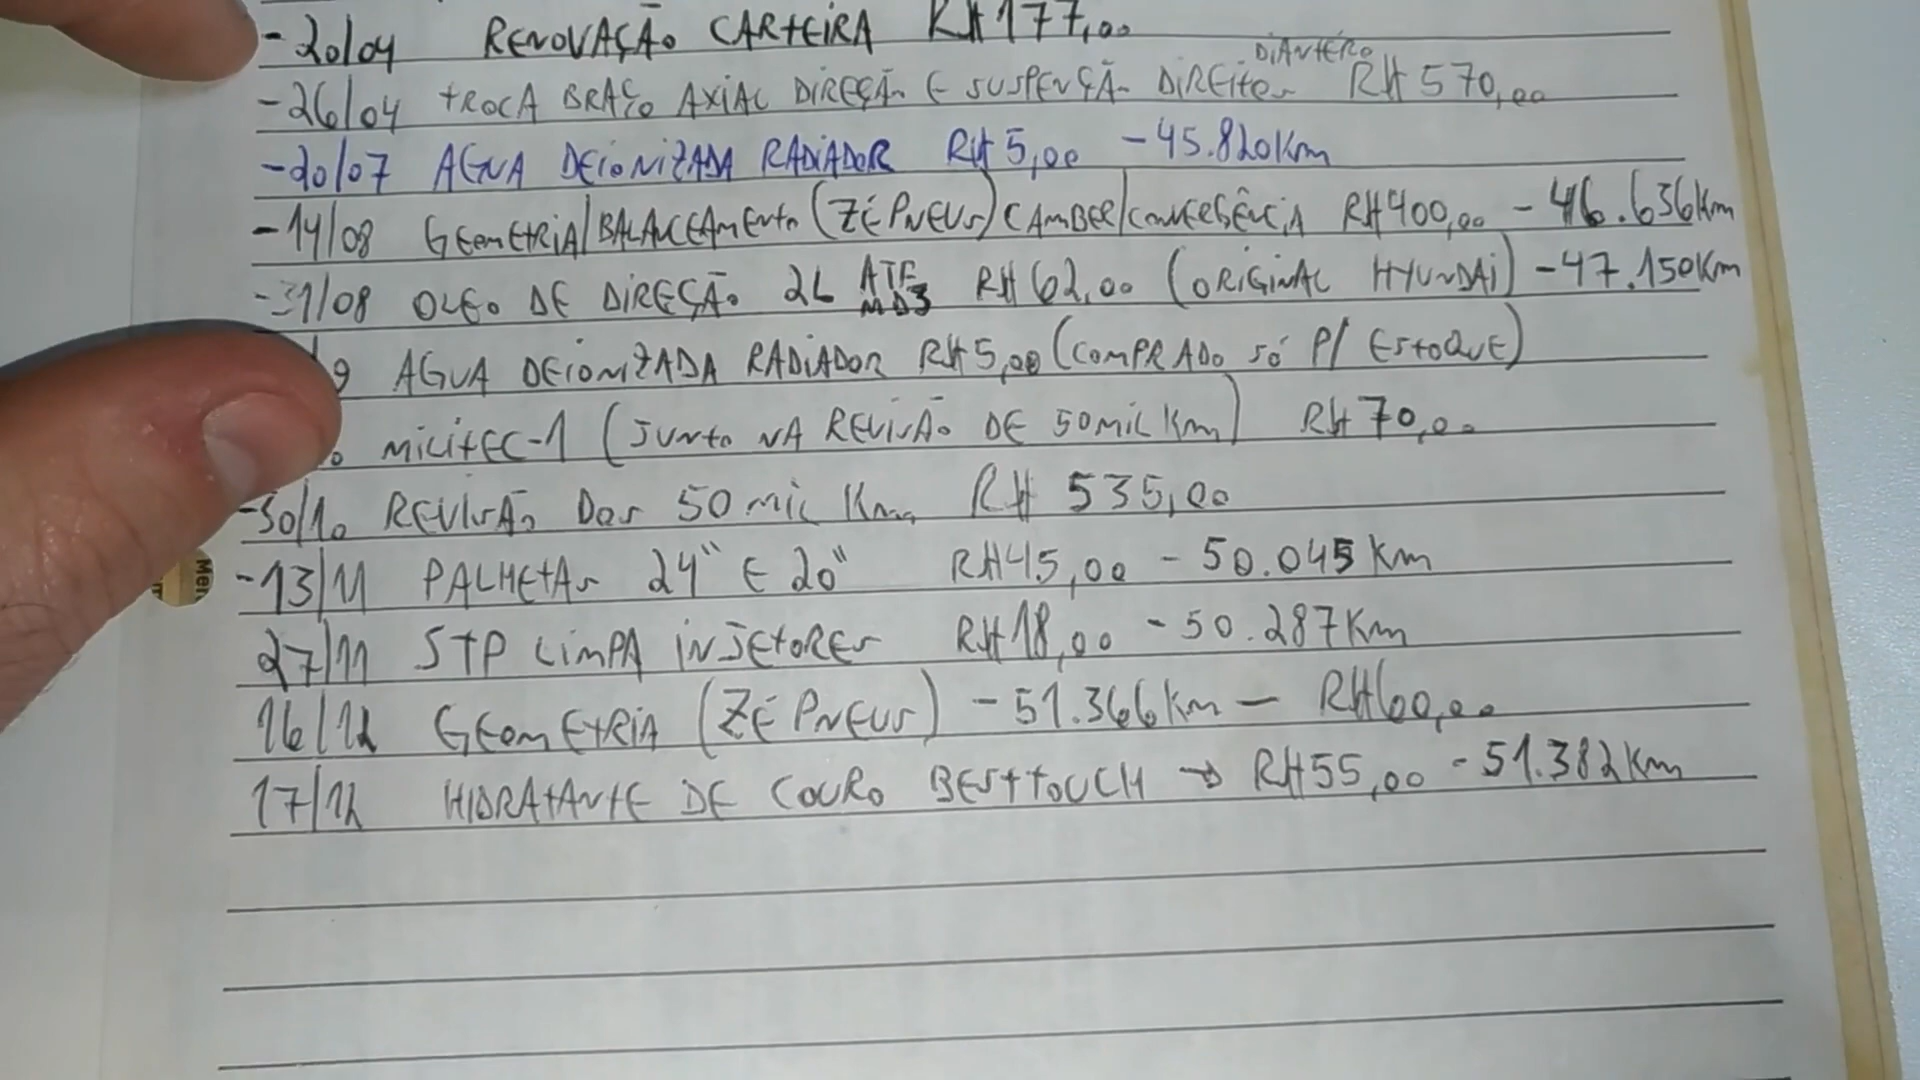 -20/04 RENOVAÇÃO CARTEIRA R$ 177,00
-26/04 TROCA BRAÇO AXIAL DIREÇÃO E SUSPENÇÃO DIREITO DIANTEIRO R$ 570,00
-20/07 AGUA DEIONIZADA RADIADOR R$ 5,00 -45.820Km
-14/08 GEOMETRIA/BALANCEAMENTO (ZÉ PNEUS) CAMBER/CONVERGÊNCIA R$400,00 -46.636Km
-31/08 OLEO DE DIREÇÃO 2L ATF MD3 R$ 62,00 (ORIGINAL HYUNDAI) -47.150Km
9 AGUA DEIONIZADA RADIADOR R$5,00 (COMPRADO SÓ P/ ESTOQUE)
MILITEC-1 (JUNTO NA REVISÃO DE 50MIL Km) R$ 70,00
-30/10 REVISÃO DOS 50 MIL Km R$ 535,00
-13/11 PALHETAS 24" E 20" R$45,00 - 50.045 Km
27/11 STP LIMPA INJETORES R$18,00 - 50.287Km
16/12 GEOMETRIA (ZÉ PNEUS) - 51.366Km - R$60,00
17/12 HIDRATANTE DE COURO BESTTOUCH → R$55,00 - 51.382Km